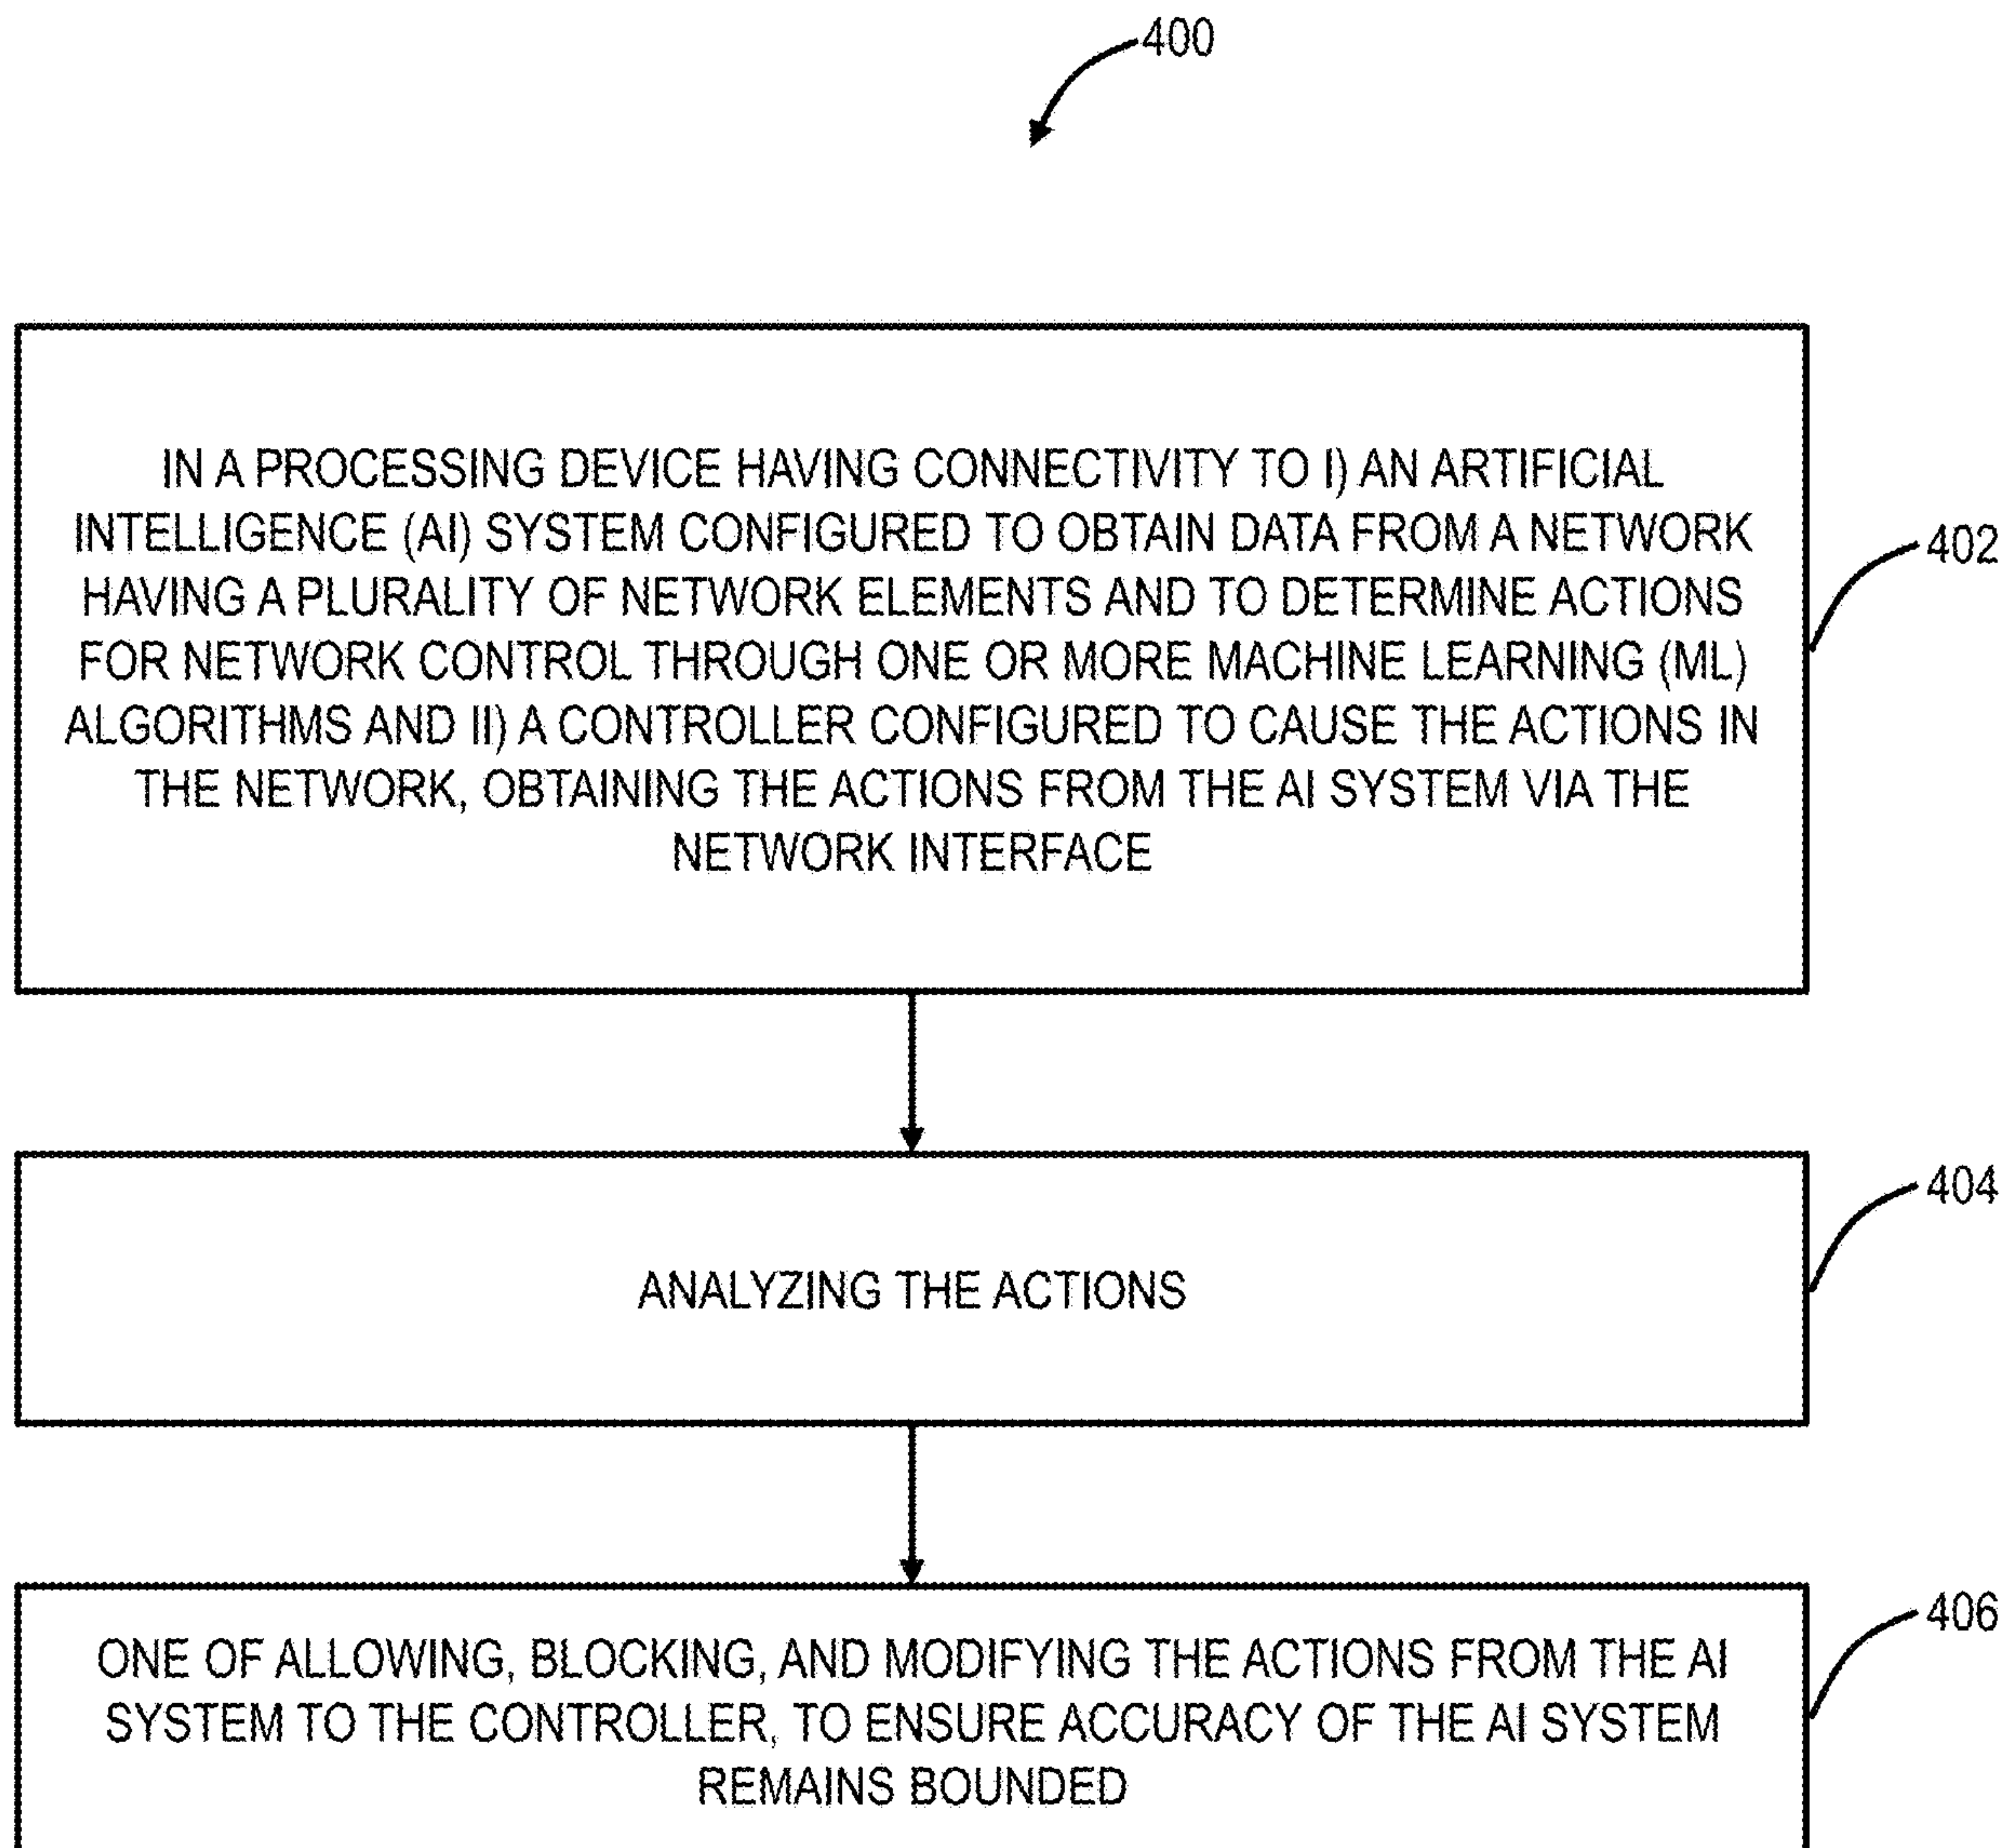 400
IN A PROCESSING DEVICE HAVING CONNECTIVITY TO I) AN ARTIFICIAL
INTELLIGENCE (AI) SYSTEM CONFIGURED TO OBTAIN DATA FROM A NETWORK
HAVING A PLURALITY OF NETWORK ELEMENTS AND TO DETERMINE ACTIONS
FOR NETWORK CONTROL THROUGH ONE OR MORE MACHINE LEARNING (ML)
ALGORITHMS AND II) A CONTROLLER CONFIGURED TO CAUSE THE ACTIONS IN
THE NETWORK, OBTAINING THE ACTIONS FROM THE AI SYSTEM VIA THE
NETWORK INTERFACE
402
ANALYZING THE ACTIONS
404
ONE OF ALLOWING, BLOCKING, AND MODIFYING THE ACTIONS FROM THE AI
SYSTEM TO THE CONTROLLER, TO ENSURE ACCURACY OF THE AI SYSTEM
REMAINS BOUNDED
406